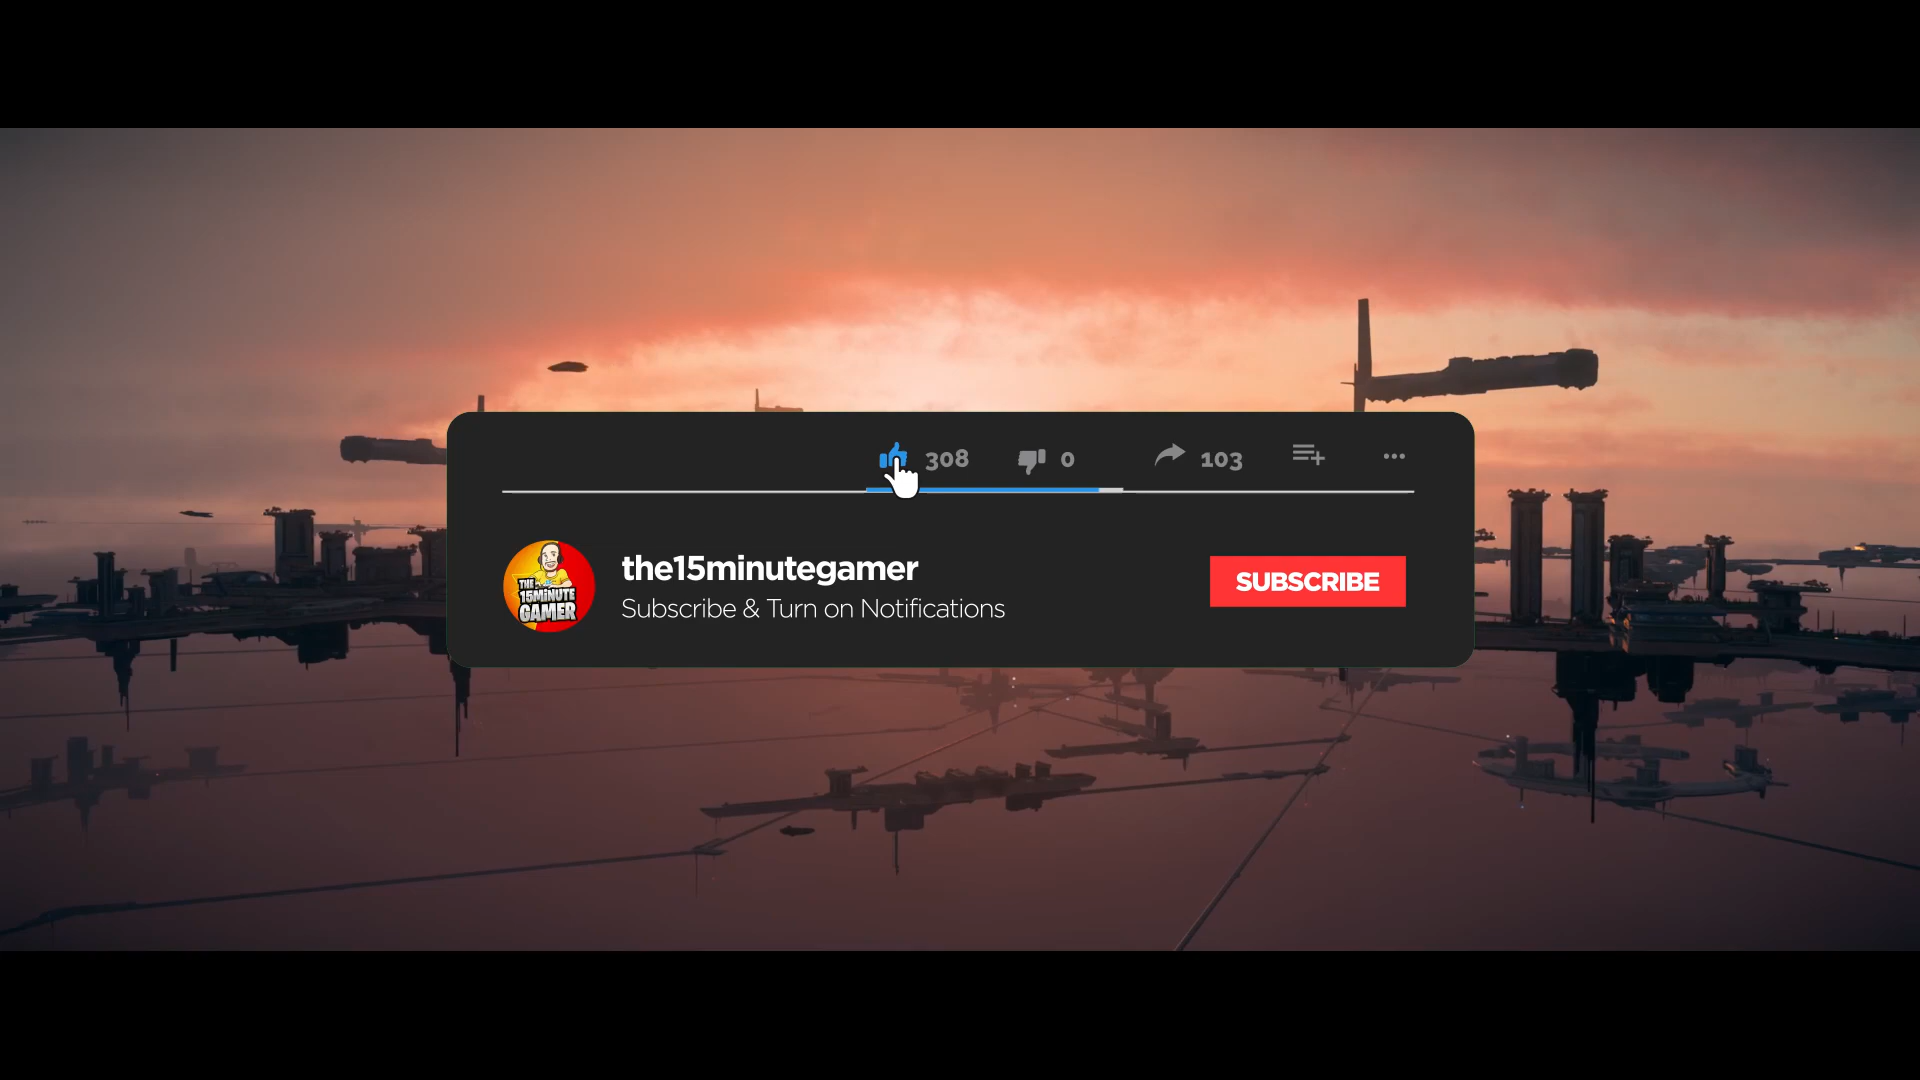 308 0 103
the15minutegamer
Subscribe & Turn on Notifications
SUBSCRIBE
THE
15MINUTE
GAMER